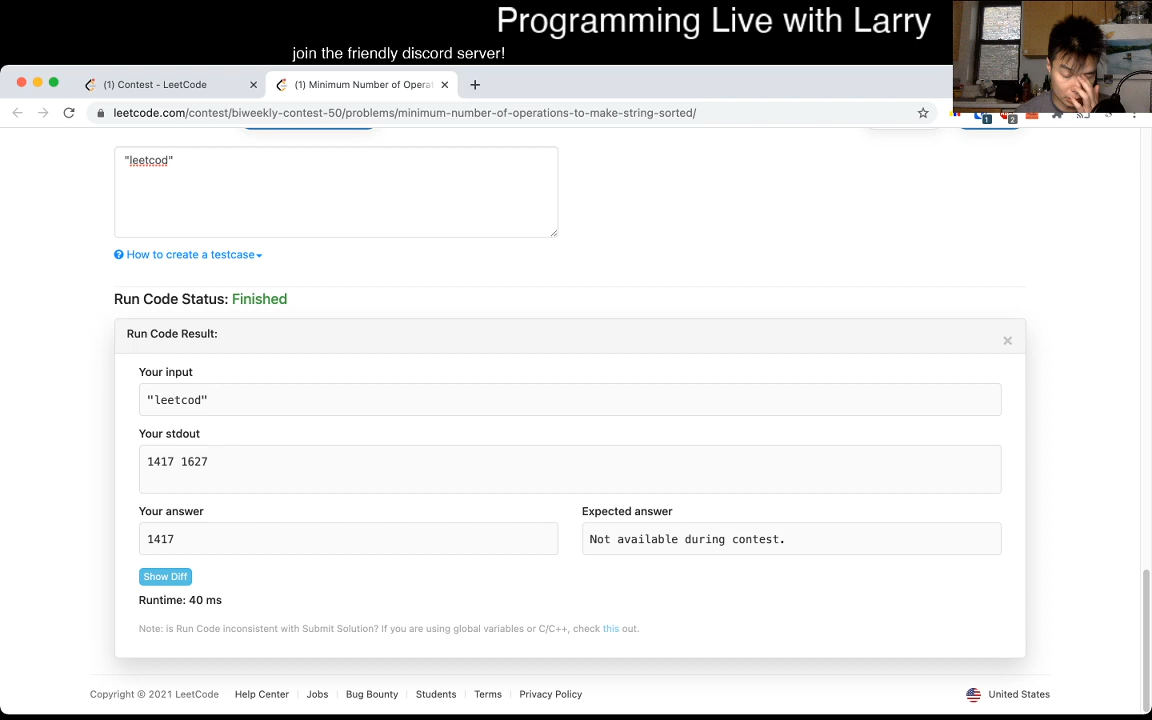 Programming Live with Larry
join the friendly discord server!
(1) Contest - LeetCode
(1) Minimum Number of Operat
leetcode.com/contest/biweekly-contest-50/problems/minimum-number-of-operations-to-make-string-sorted/
1
2
"leetcod"
How to create a testcase
Run Code Status: Finished
Run Code Result:
Your input
"leetcod"
Your stdout
1417 1627
Your answer
Expected answer
1417
Not available during contest.
Show Diff
Runtime: 40 ms
Note: is Run Code inconsistent with Submit Solution? If you are using global variables or C/C++, check this out.
Copyright © 2021 LeetCode Help Center Jobs Bug Bounty Students Terms Privacy Policy United States